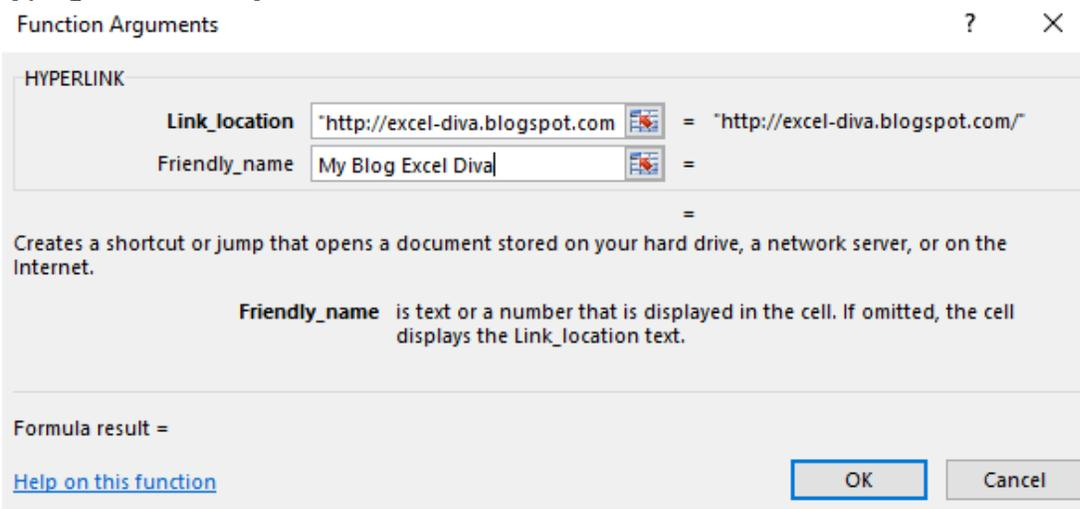 Function Arguments ? ×
HYPERLINK
Link_location "http://excel-diva.blogspot.com = "http://excel-diva.blogspot.com/"
Friendly_name My Blog Excel Diva =
=
Creates a shortcut or jump that opens a document stored on your hard drive, a network server, or on the
Internet.
Friendly_name is text or a number that is displayed in the cell. If omitted, the cell
displays the Link_location text.
Formula result =
Help on this function OK Cancel